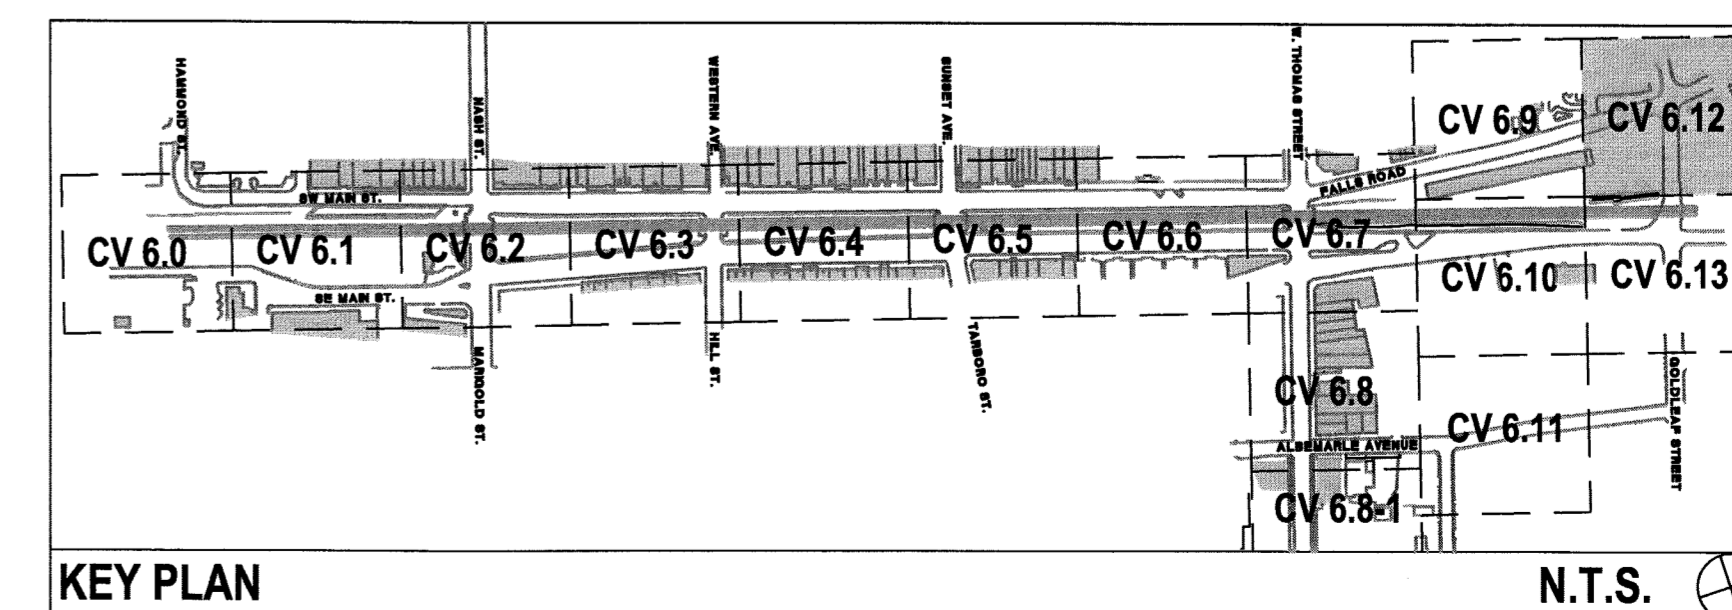 HAMMOND ST.
NASH ST.
WESTERN AVE.
SUNSET AVE.
W. THOMAS STREET
CV 6.9
CV 6.12
FALLS ROAD
SW MAIN ST.
CV 6.0
CV 6.1
CV 6.2
CV 6.3
CV 6.4
CV 6.5
CV 6.6
CV 6.7
CV 6.10
CV 6.13
SE MAIN ST.
MARIGOLD ST.
HILL ST.
TARBORO ST.
CV 6.8
GOLDLEAF STREET
CV 6.11
ALBEMARLE AVENUE
CV 6.8-1
KEY PLAN
N.T.S.